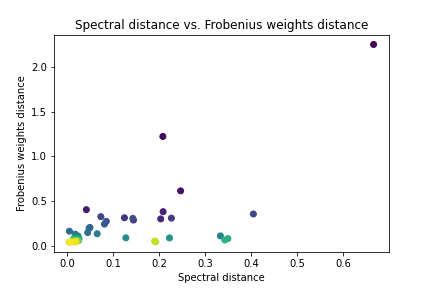 Spectral distance vs. Frobenius weights distance
2.0
1.5
1.0
0.5
0.0
Frobenius weights distance
0.0 0.1 0.2 0.3 0.4 0.5 0.6
Spectral distance